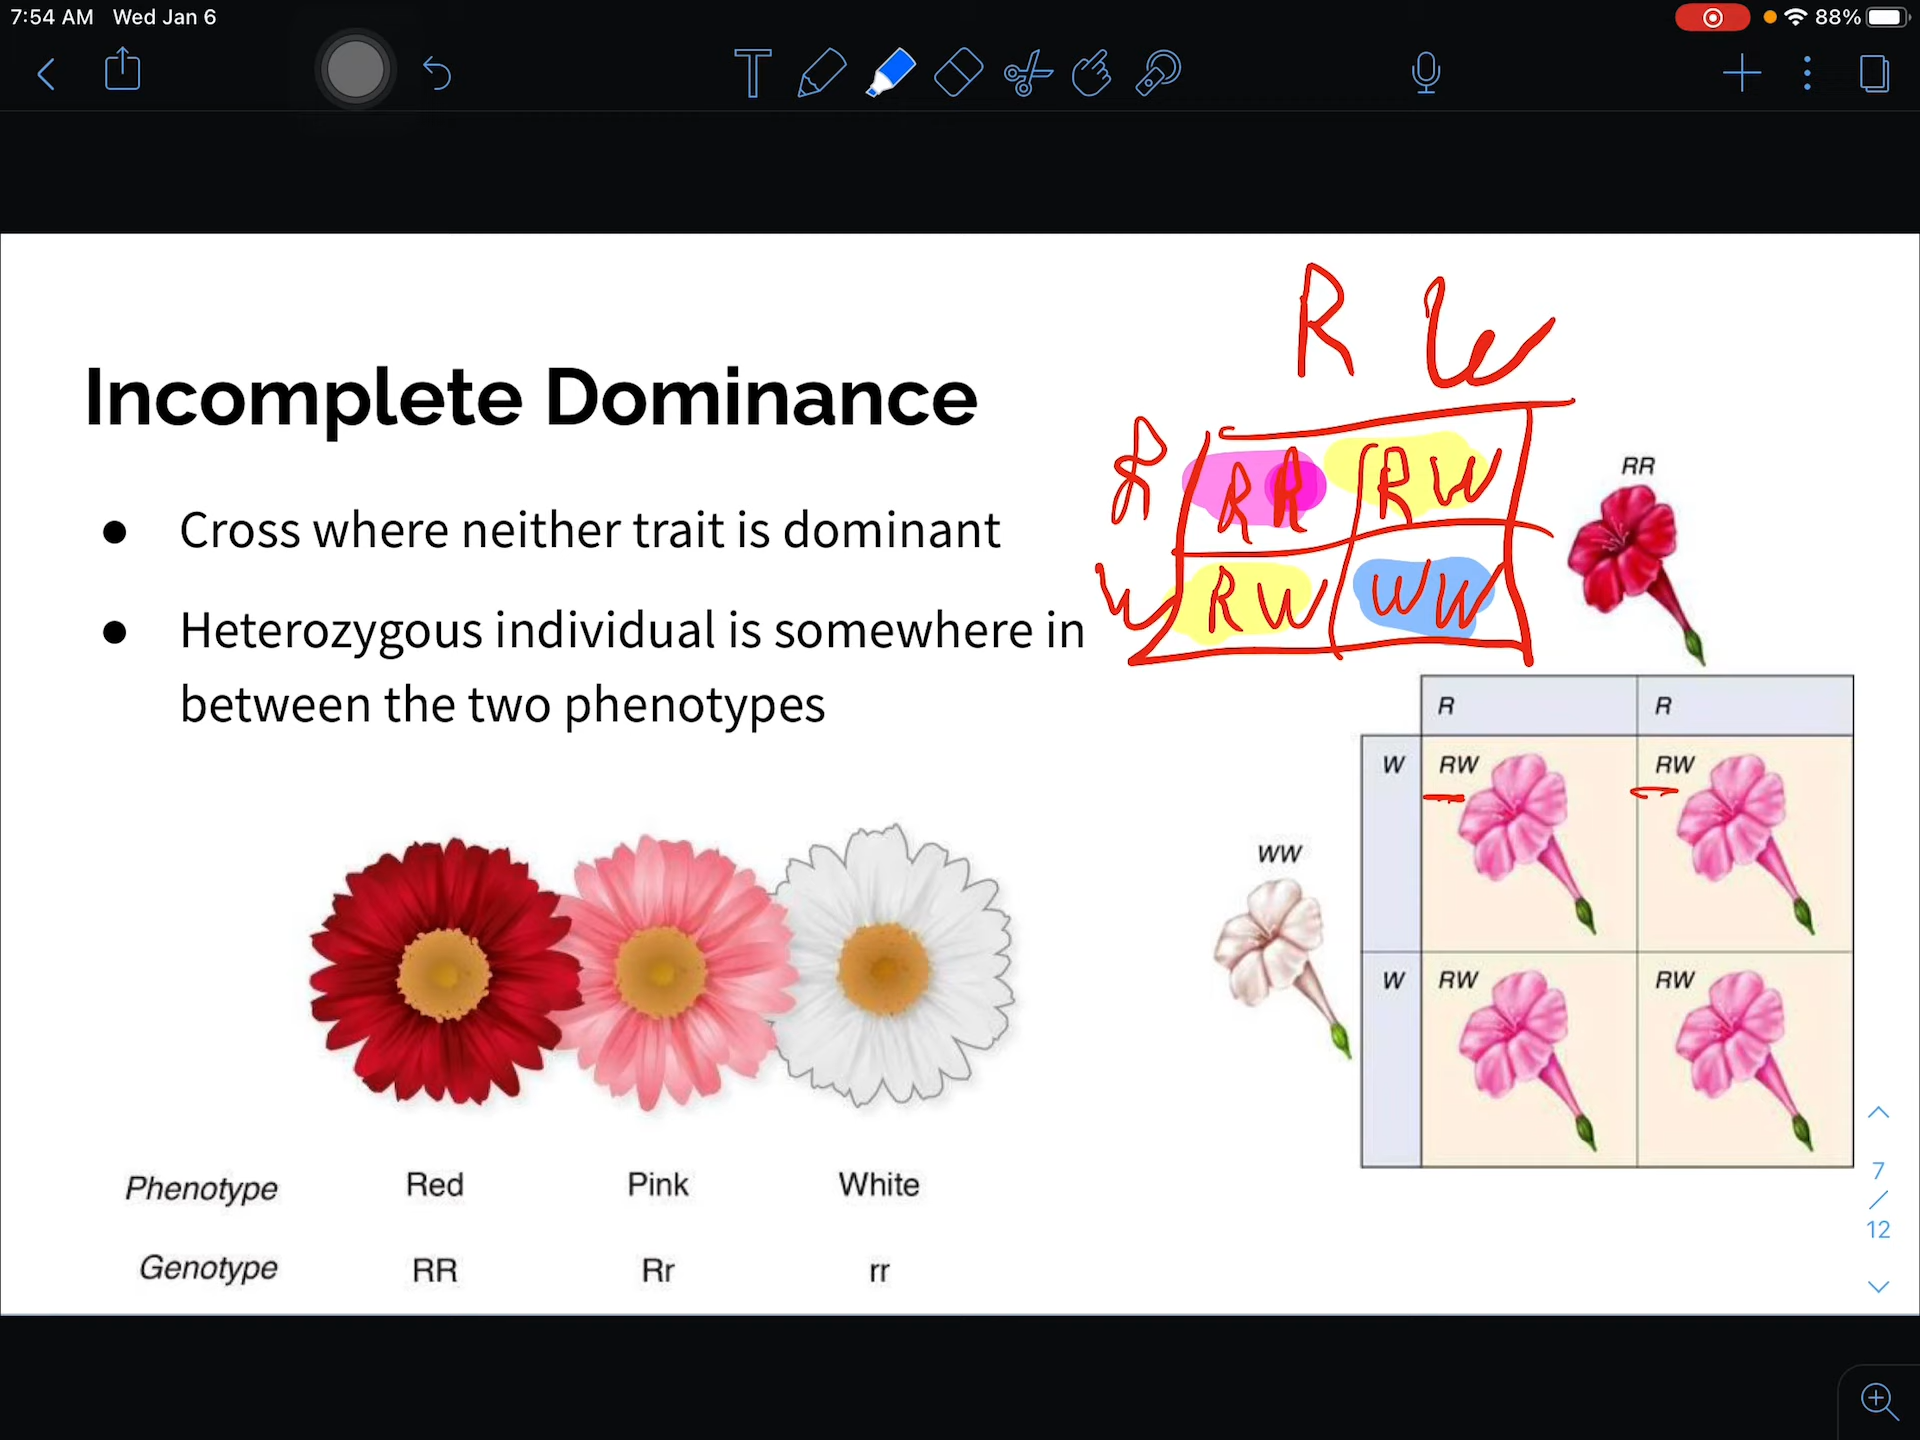 7:54 AM Wed Jan 6
88%
T
R W
Incomplete Dominance
R RR RW
RR
● Cross where neither trait is dominant
W RW WW
● Heterozygous individual is somewhere in
between the two phenotypes
R R
W RW RW
WW
W RW RW
Phenotype Red Pink White
Genotype RR Rr rr
7
/
12